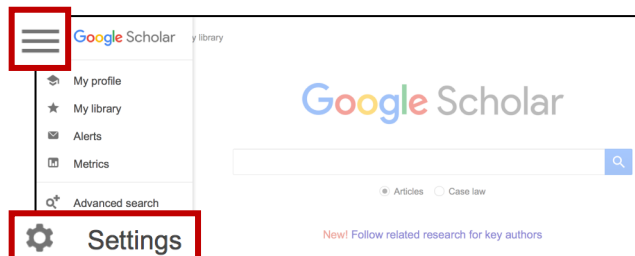 Google Scholar
y library
My profile
My library
Alerts
Metrics
Advanced search
Settings
Google Scholar
Articles Case law
New! Follow related research for key authors